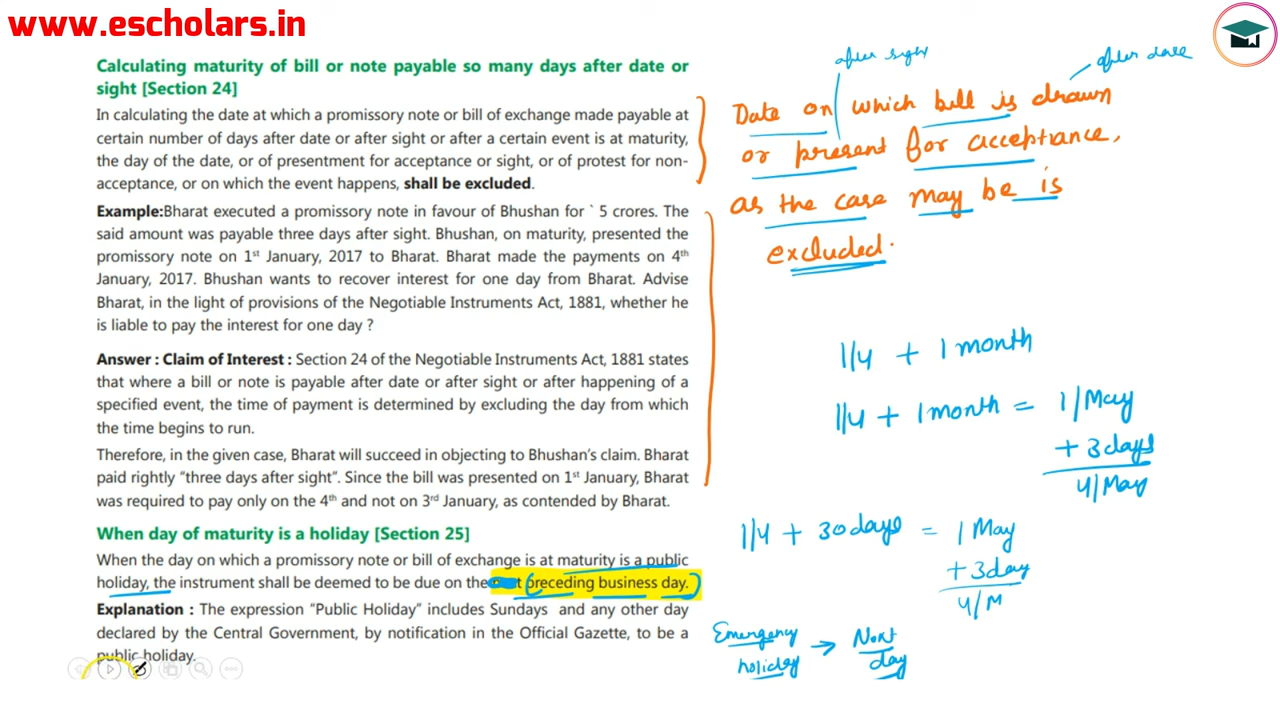 www.escholars.in
Calculating maturity of bill or note payable so many days after date or
sight [Section 24]
In calculating the date at which a promissory note or bill of exchange made payable at
certain number of days after date or after sight or after a certain event is at maturity,
the day of the date, or of presentment for acceptance or sight, or of protest for non-
acceptance, or on which the event happens, shall be excluded.
Example:Bharat executed a promissory note in favour of Bhushan for ` 5 crores. The
said amount was payable three days after sight. Bhushan, on maturity, presented the
promissory note on 1st January, 2017 to Bharat. Bharat made the payments on 4th
January, 2017. Bhushan wants to recover interest for one day from Bharat. Advise
Bharat, in the light of provisions of the Negotiable Instruments Act, 1881, whether he
is liable to pay the interest for one day ?
Answer : Claim of Interest : Section 24 of the Negotiable Instruments Act, 1881 states
that where a bill or note is payable after date or after sight or after happening of a
specified event, the time of payment is determined by excluding the day from which
the time begins to run.
Therefore, in the given case, Bharat will succeed in objecting to Bhushan's claim. Bharat
paid rightly "three days after sight". Since the bill was presented on 1st January, Bharat
was required to pay only on the 4th and not on 3rd January, as contended by Bharat.
When day of maturity is a holiday [Section 25]
When the day on which a promissory note or bill of exchange is at maturity is a public
holiday, the instrument shall be deemed to be due on the preceding business day.
Explanation : The expression "Public Holiday" includes Sundays and any other day
declared by the Central Government, by notification in the Official Gazette, to be a
public holiday.
after sight
after date
Date on which bill is drawn
or present for acceptance,
as the case may be is
excluded.
1/4 + 1 month
1/4 + 1 month = 1/May
+ 3 days
4/May
1/4 + 30 days = 1 May
+ 3 day
4/M
Emergency holiday → Next day